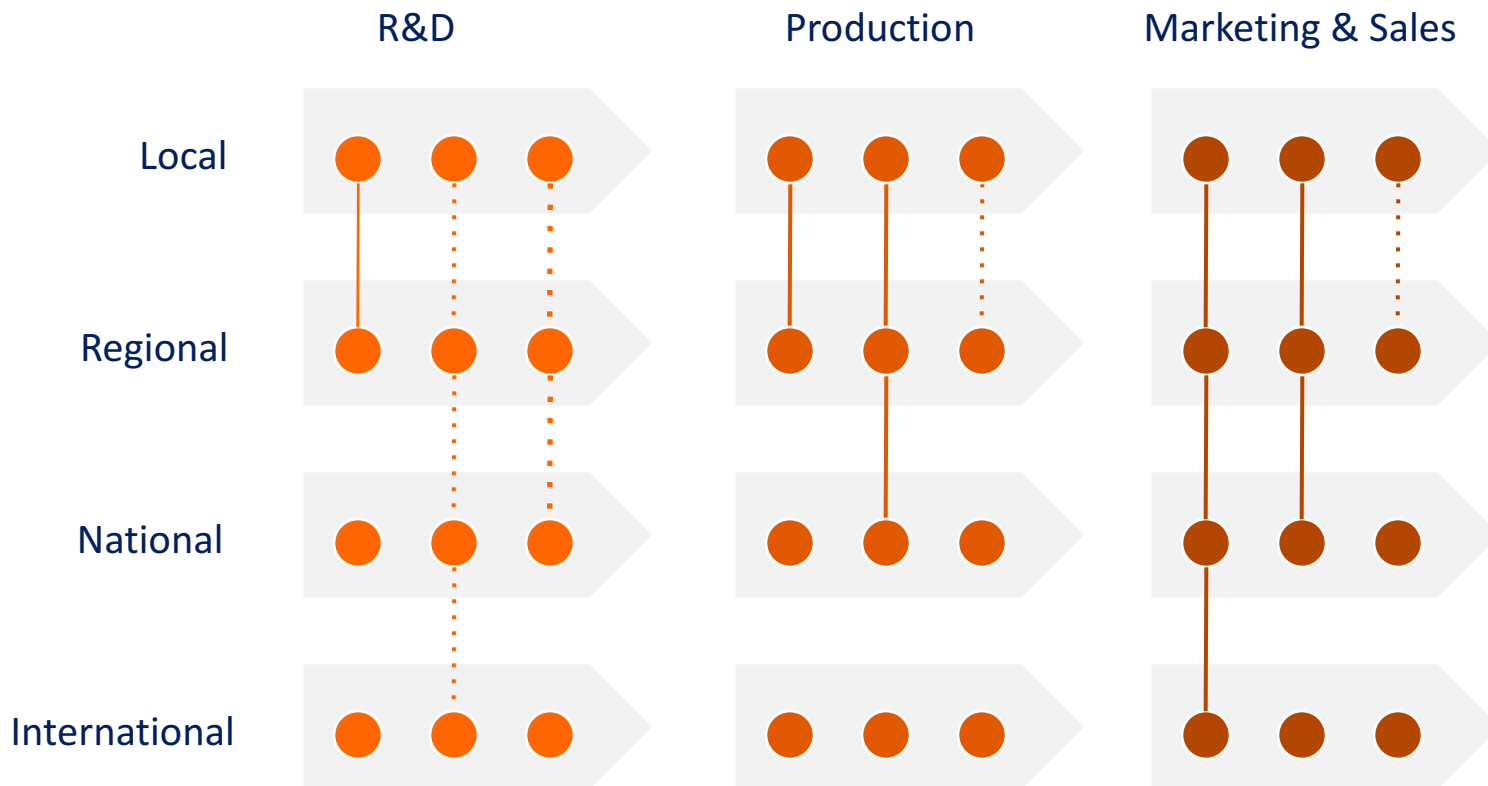 R&D
Production
Marketing & Sales
Local
Regional
National
International